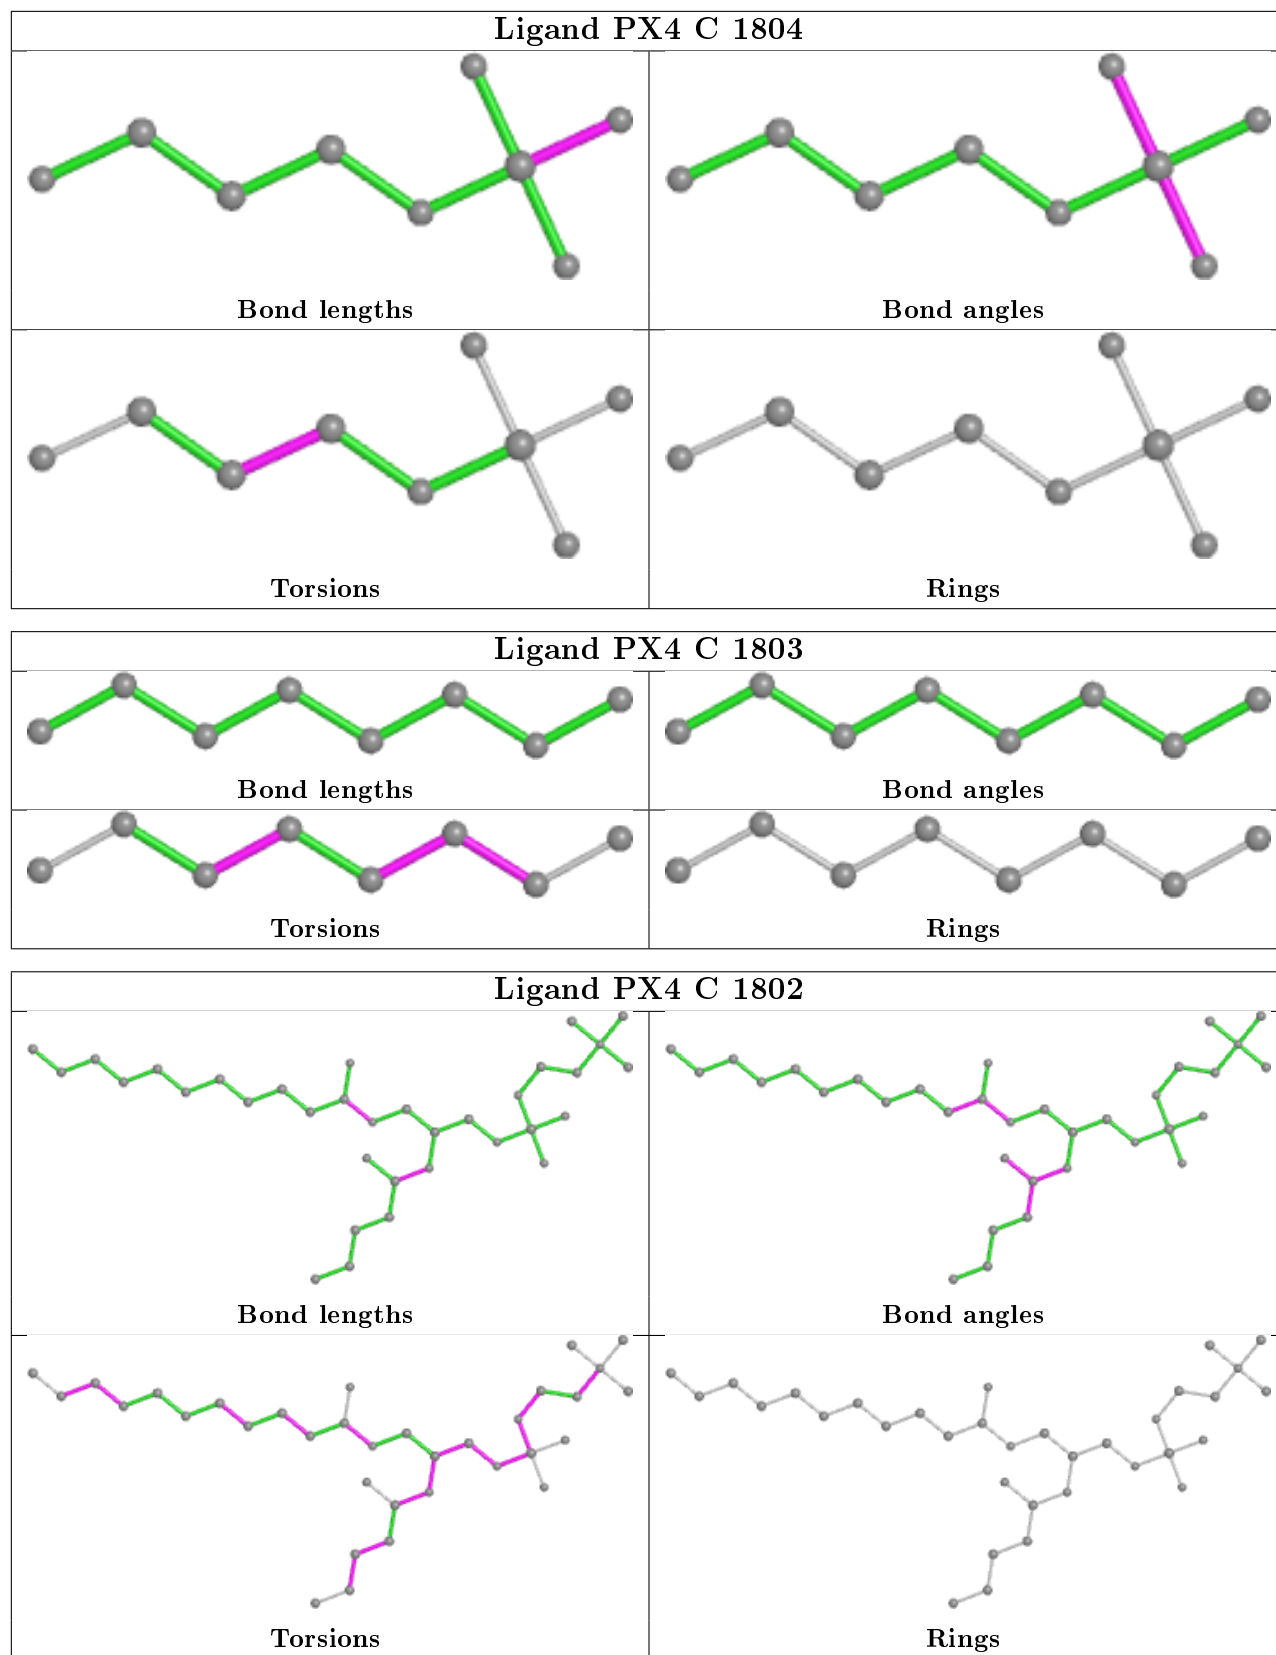 Ligand PX4 C 1804
Bond lengths
Bond angles
Torsions
Rings
Ligand PX4 C 1803
Bond lengths
Bond angles
Torsions
Rings
Ligand PX4 C 1802
Bond lengths
Bond angles
Torsions
Rings